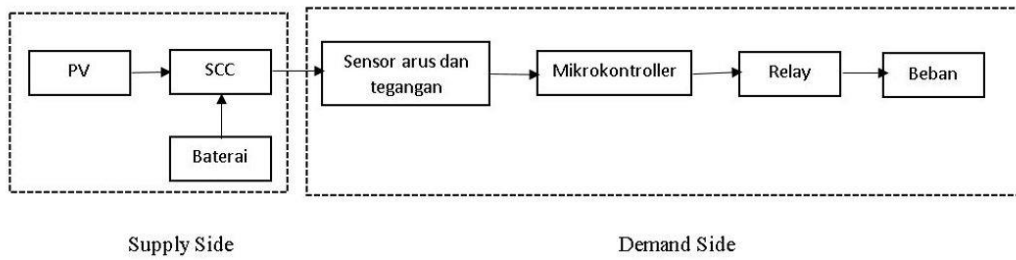 PV
SCC
Baterai
Sensor arus dan
tegangan
Mikrokontroller
Relay
Beban
Supply Side
Demand Side